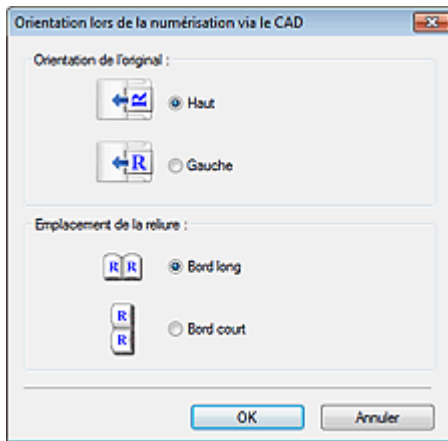 Orientation lors de la numérisation via le CAD
Orientation de l'original :
R
Haut
R
Gauche
Emplacement de la reliure :
R R
Bord long
R
R
Bord court
OK
Annuler